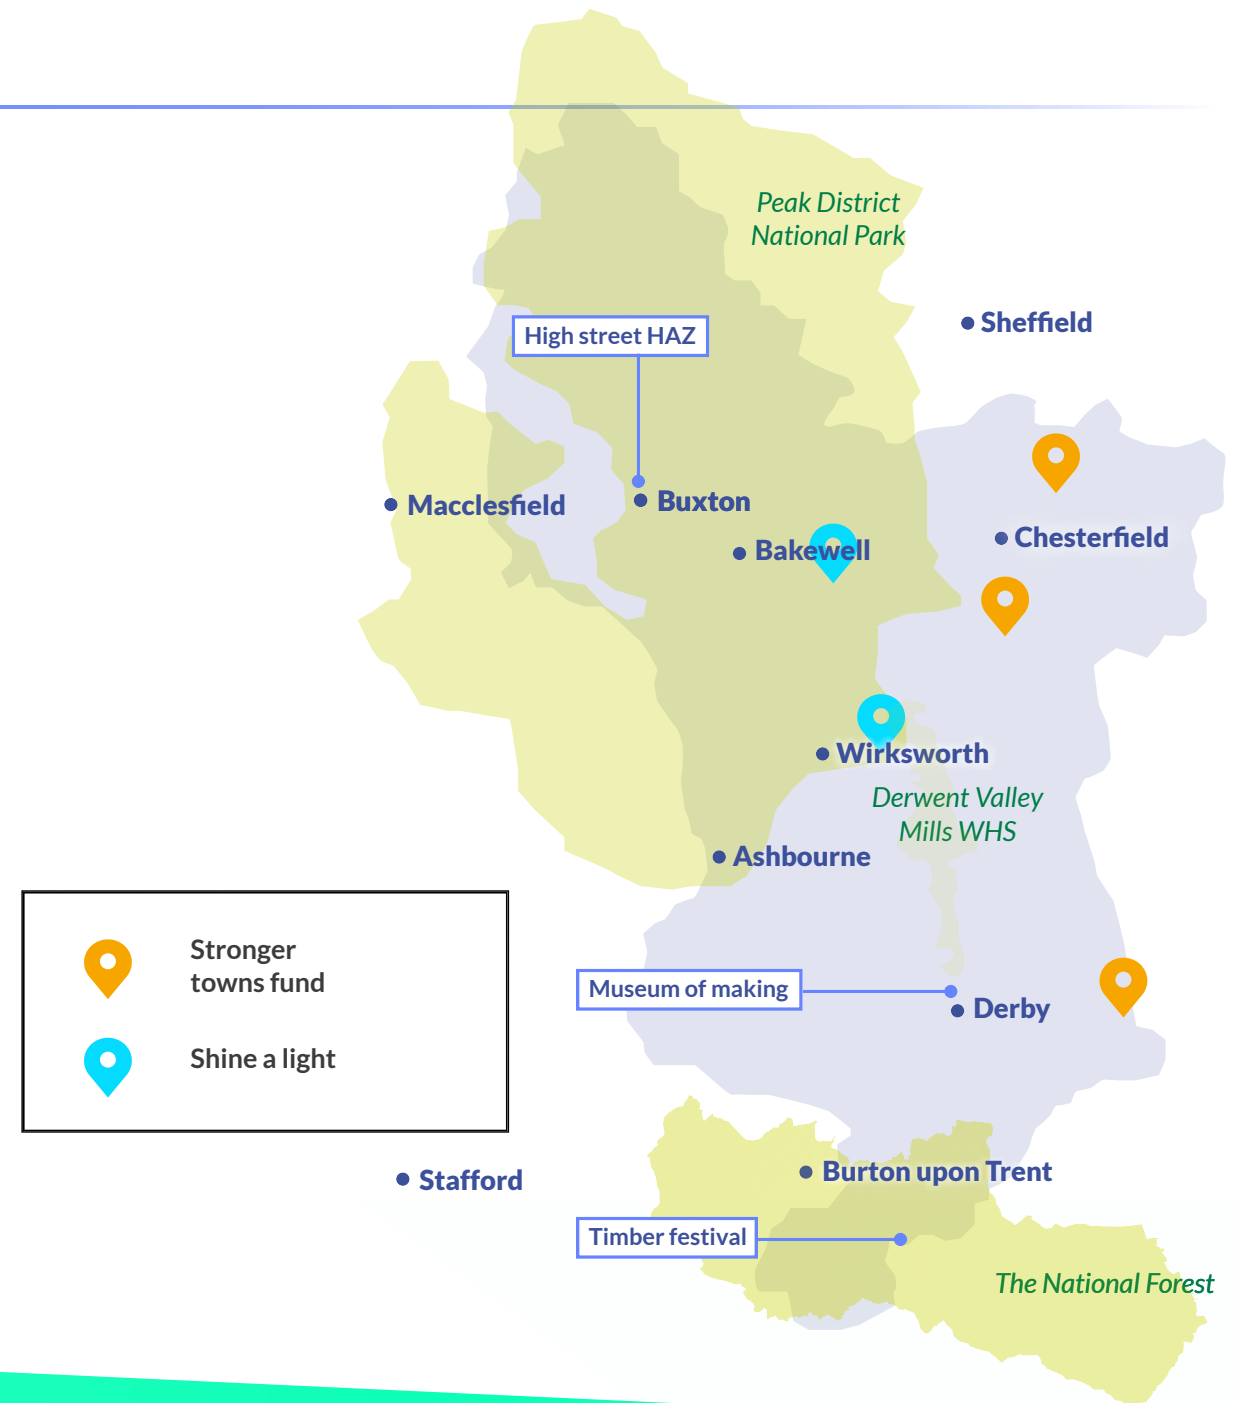 Peak District
National Park
Sheffield
High street HAZ
Macclesfield
Buxton
Bakewell
Chesterfield
Wirksworth
Derwent Valley
Mills WHS
Ashbourne
Stronger
towns fund
Shine a light
Museum of making
Derby
Stafford
Burton upon Trent
Timber festival
The National Forest